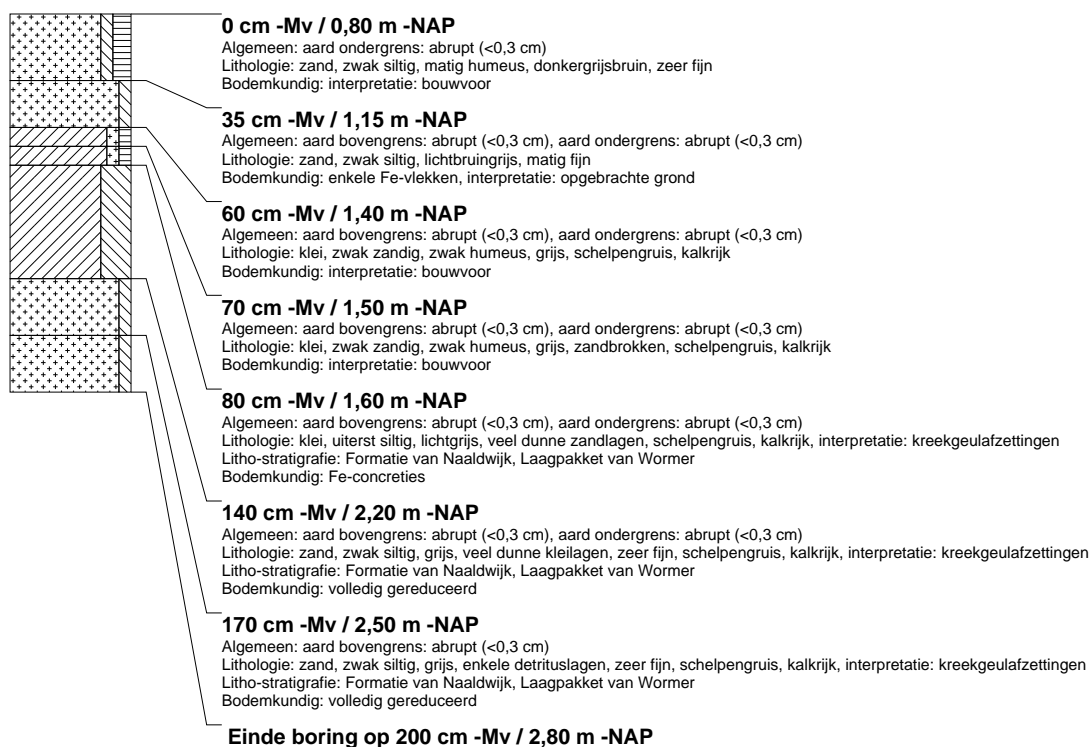 0 cm -Mv / 0,80 m -NAP
Algemeen: aard ondergrens: abrupt (<0,3 cm)
Lithologie: zand, zwak siltig, matig humeus, donkergrijsbruin, zeer fijn
Bodemkundig: interpretatie: bouwvoor
35 cm -Mv / 1,15 m -NAP
Algemeen: aard bovengrens: abrupt (<0,3 cm), aard ondergrens: abrupt (<0,3 cm)
Lithologie: zand, zwak siltig, lichtbruingrijs, matig fijn
Bodemkundig: enkele Fe-vlekken, interpretatie: opgebrachte grond
60 cm -Mv / 1,40 m -NAP
Algemeen: aard bovengrens: abrupt (<0,3 cm), aard ondergrens: abrupt (<0,3 cm)
Lithologie: klei, zwak zandig, zwak humeus, grijs, schelpengruis, kalkrijk
Bodemkundig: interpretatie: bouwvoor
70 cm -Mv / 1,50 m -NAP
Algemeen: aard bovengrens: abrupt (<0,3 cm), aard ondergrens: abrupt (<0,3 cm)
Lithologie: klei, zwak zandig, zwak humeus, grijs, zandbrokken, schelpengruis, kalkrijk
Bodemkundig: interpretatie: bouwvoor
80 cm -Mv / 1,60 m -NAP
Algemeen: aard bovengrens: abrupt (<0,3 cm), aard ondergrens: abrupt (<0,3 cm)
Lithologie: klei, uiterst siltig, lichtgrijs, veel dunne zandlagen, schelpengruis, kalkrijk, interpretatie: kreekgeulafzettingen
Litho-stratigrafie: Formatie van Naaldwijk, Laagpakket van Wormer
Bodemkundig: Fe-concreties
140 cm -Mv / 2,20 m -NAP
Algemeen: aard bovengrens: abrupt (<0,3 cm), aard ondergrens: abrupt (<0,3 cm)
Lithologie: zand, zwak siltig, grijs, veel dunne kleilagen, zeer fijn, schelpengruis, kalkrijk, interpretatie: kreekgeulafzettingen
Litho-stratigrafie: Formatie van Naaldwijk, Laagpakket van Wormer
Bodemkundig: volledig gereduceerd
170 cm -Mv / 2,50 m -NAP
Algemeen: aard bovengrens: abrupt (<0,3 cm)
Lithologie: zand, zwak siltig, grijs, enkele detrituslagen, zeer fijn, schelpengruis, kalkrijk, interpretatie: kreekgeulafzettingen
Litho-stratigrafie: Formatie van Naaldwijk, Laagpakket van Wormer
Bodemkundig: volledig gereduceerd
Einde boring op 200 cm -Mv / 2,80 m -NAP